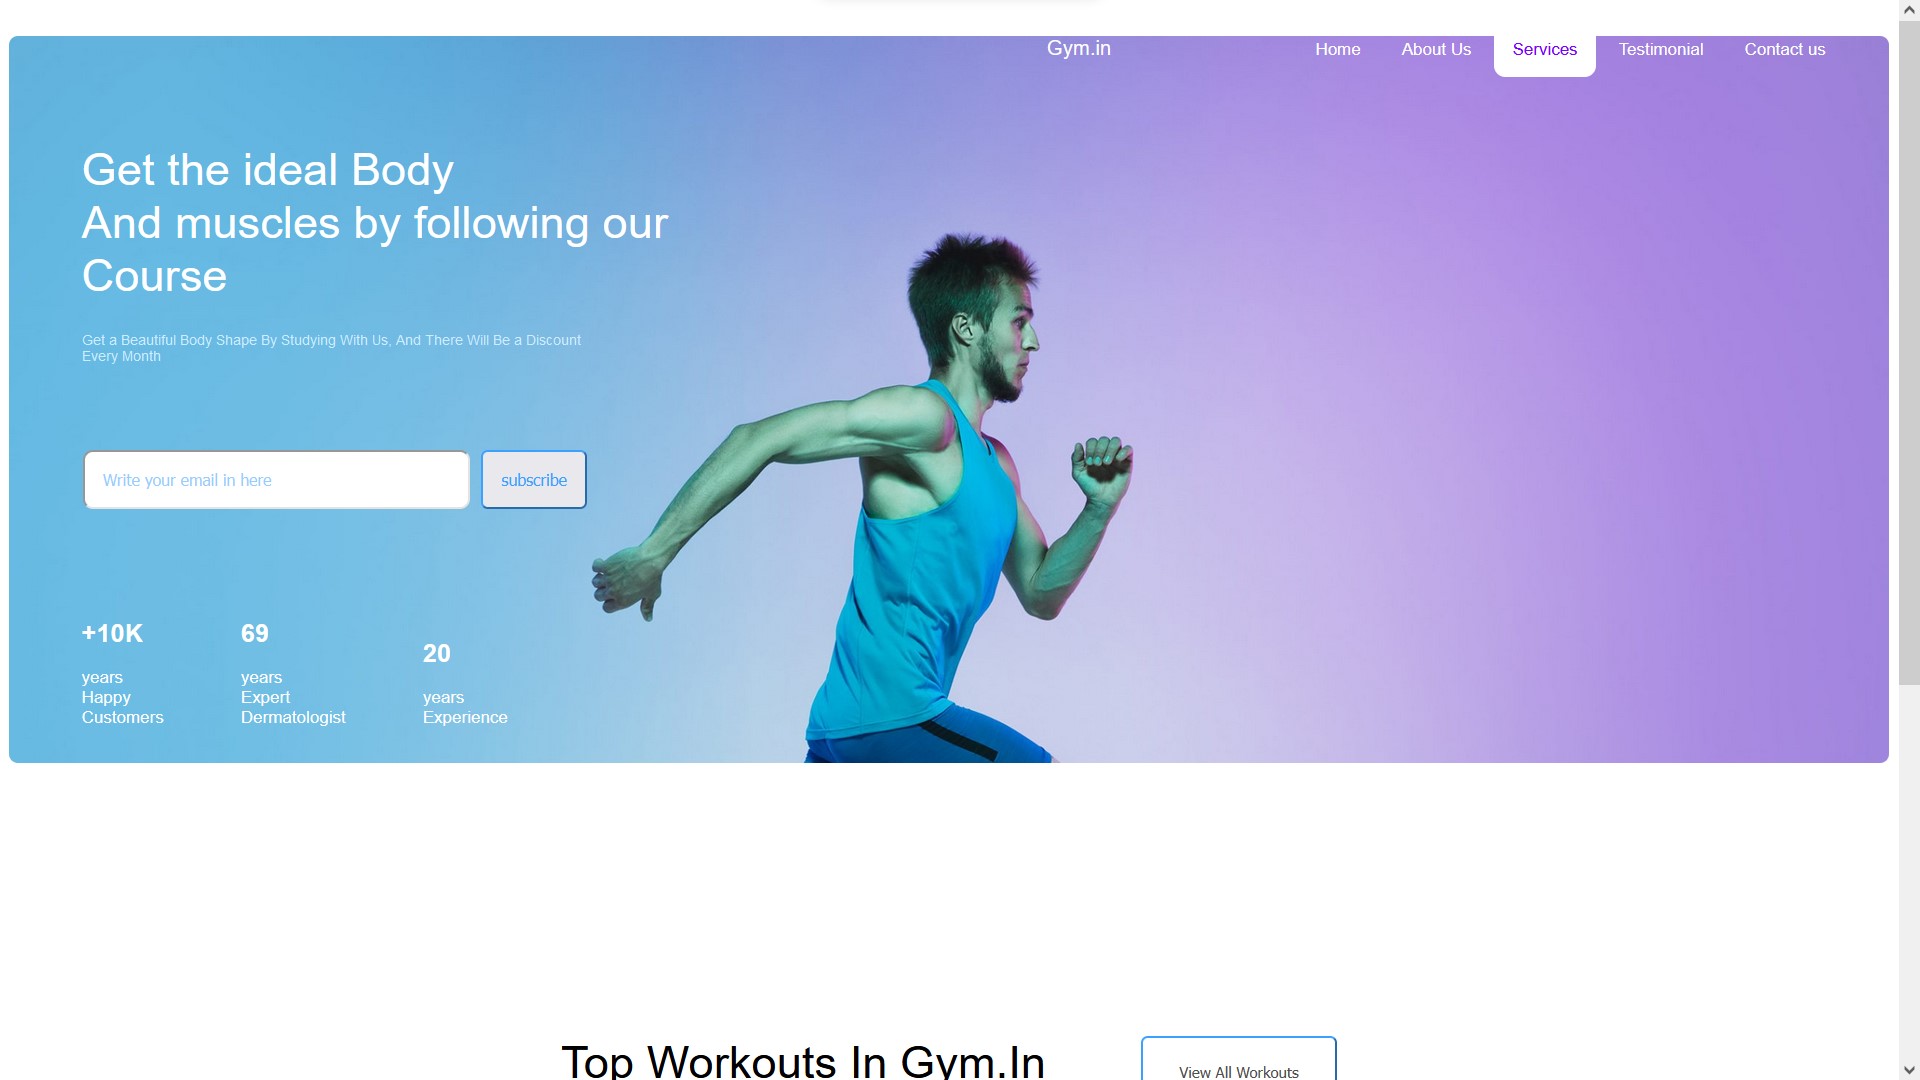 Gym.in
Home
About Us
Services
Testimonial
Contact us
Get the ideal Body
And muscles by following our
Course
Get a Beautiful Body Shape By Studying With Us, And There Will Be a Discount
Every Month
Write your email in here
subscribe
+10K
years
Happy
Customers
69
years
Expert
Dermatologist
20
years
Experience
Top Workouts In Gym.In
View All Workouts